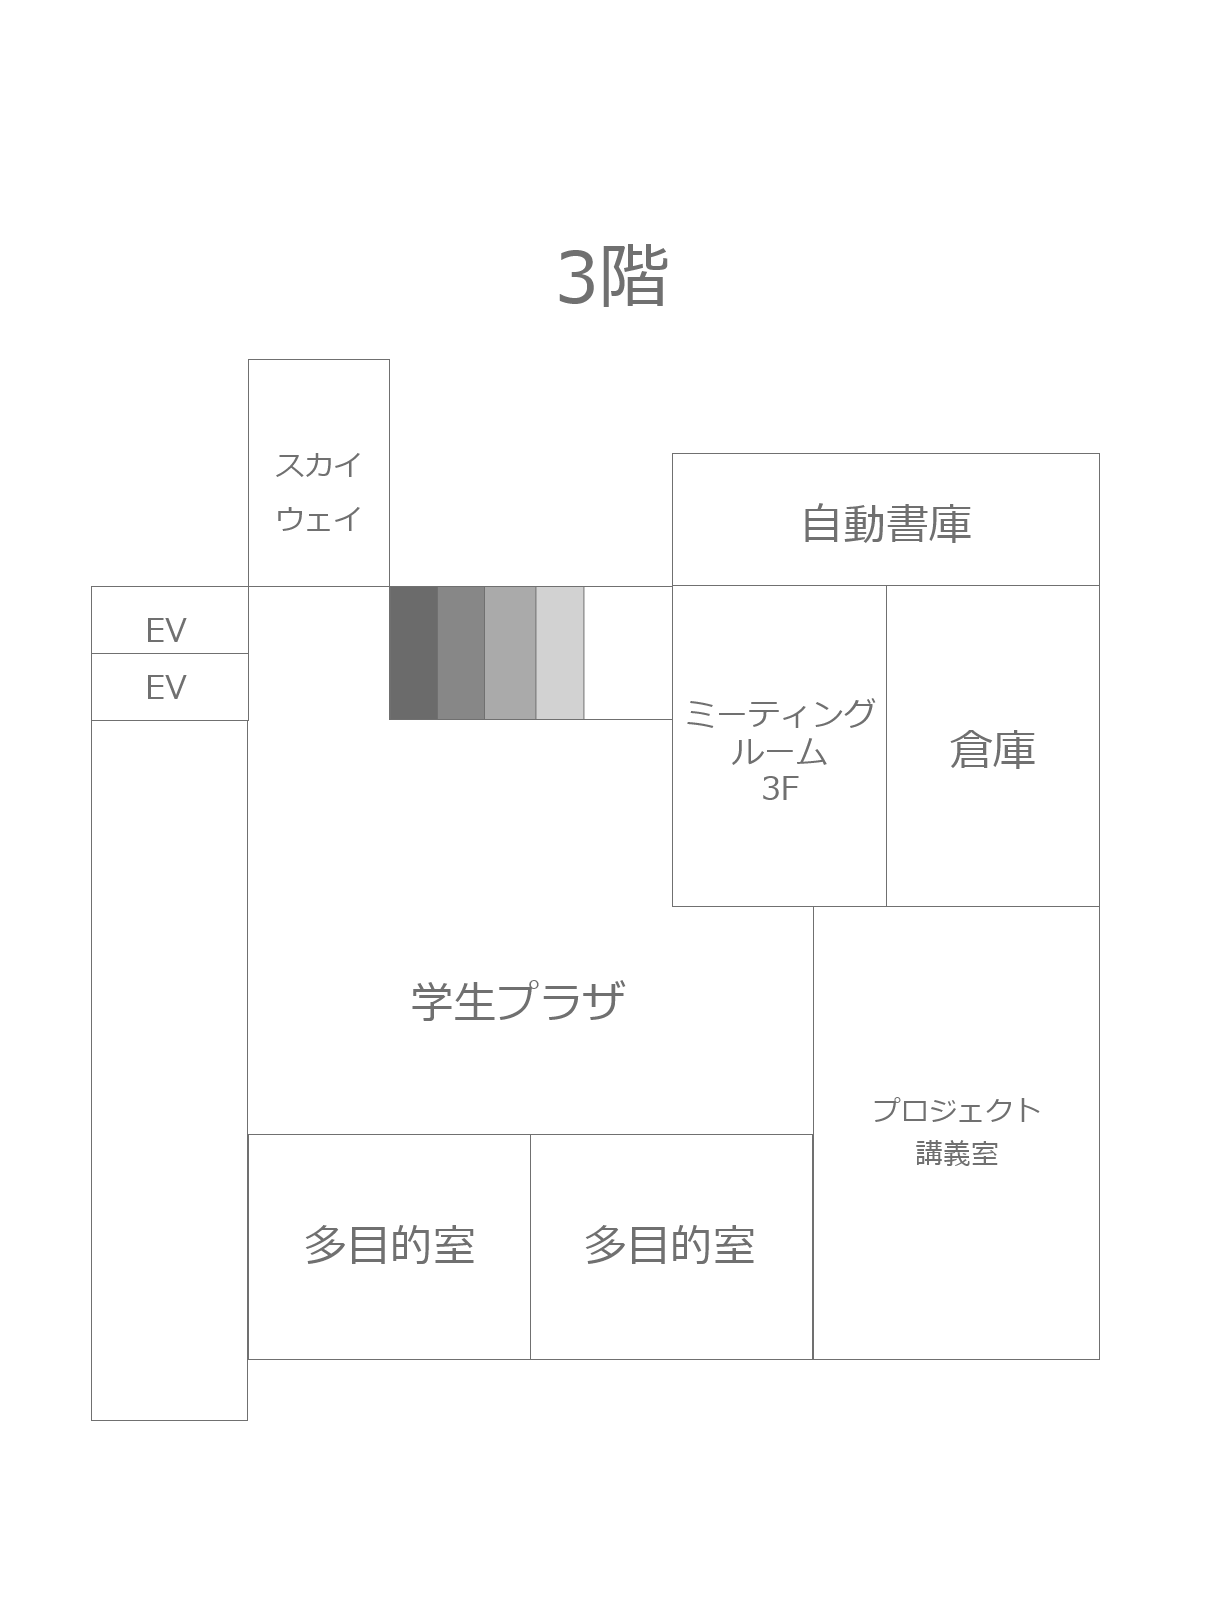 3階
スカイ
ウェイ
自動書庫
EV
EV
ミーティング
ルーム
3F
倉庫
学生プラザ
プロジェクト
講義室
多目的室
多目的室